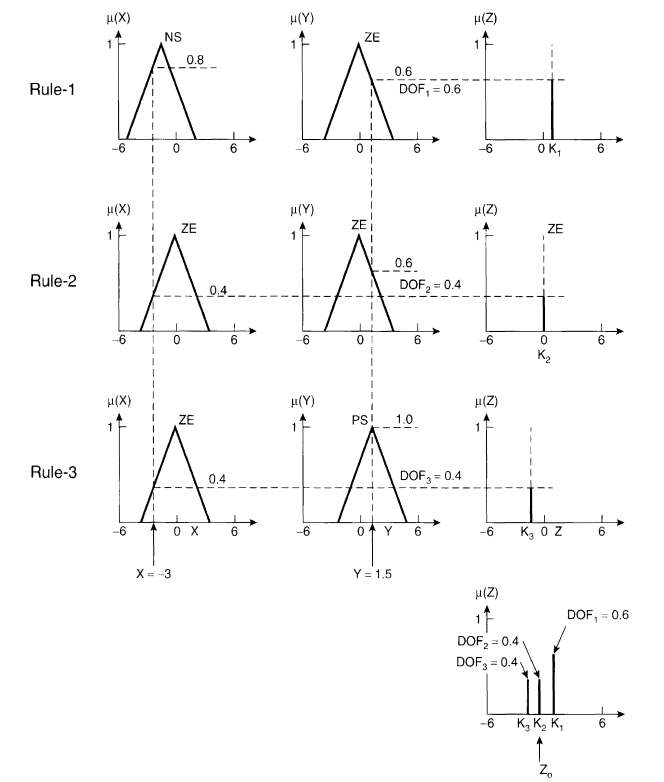 μ(X) μ(Y) μ(Z)
NS ZE
1 1 1
0.8 0.6
Rule-1
DOF₁ = 0.6
−6 0 6 −6 0 6 −6 0 K₁ 6
μ(X) μ(Y) μ(Z)
ZE ZE ZE
1 1 1
0.6
Rule-2
0.4 DOF₂ = 0.4
−6 0 6 −6 0 6 −6 0 6
K₂
μ(X) μ(Y) μ(Z)
ZE PS 1.0
1 1 1
Rule-3
0.4 DOF₃ = 0.4
−6 0 X 6 −6 0 Y 6 −6 K₃ 0 Z 6
X = −3 Y = 1.5
μ(Z)
1 DOF₁ = 0.6
DOF₂ = 0.4
DOF₃ = 0.4
−6 K₃ K₂ K₁ 6
Z₀